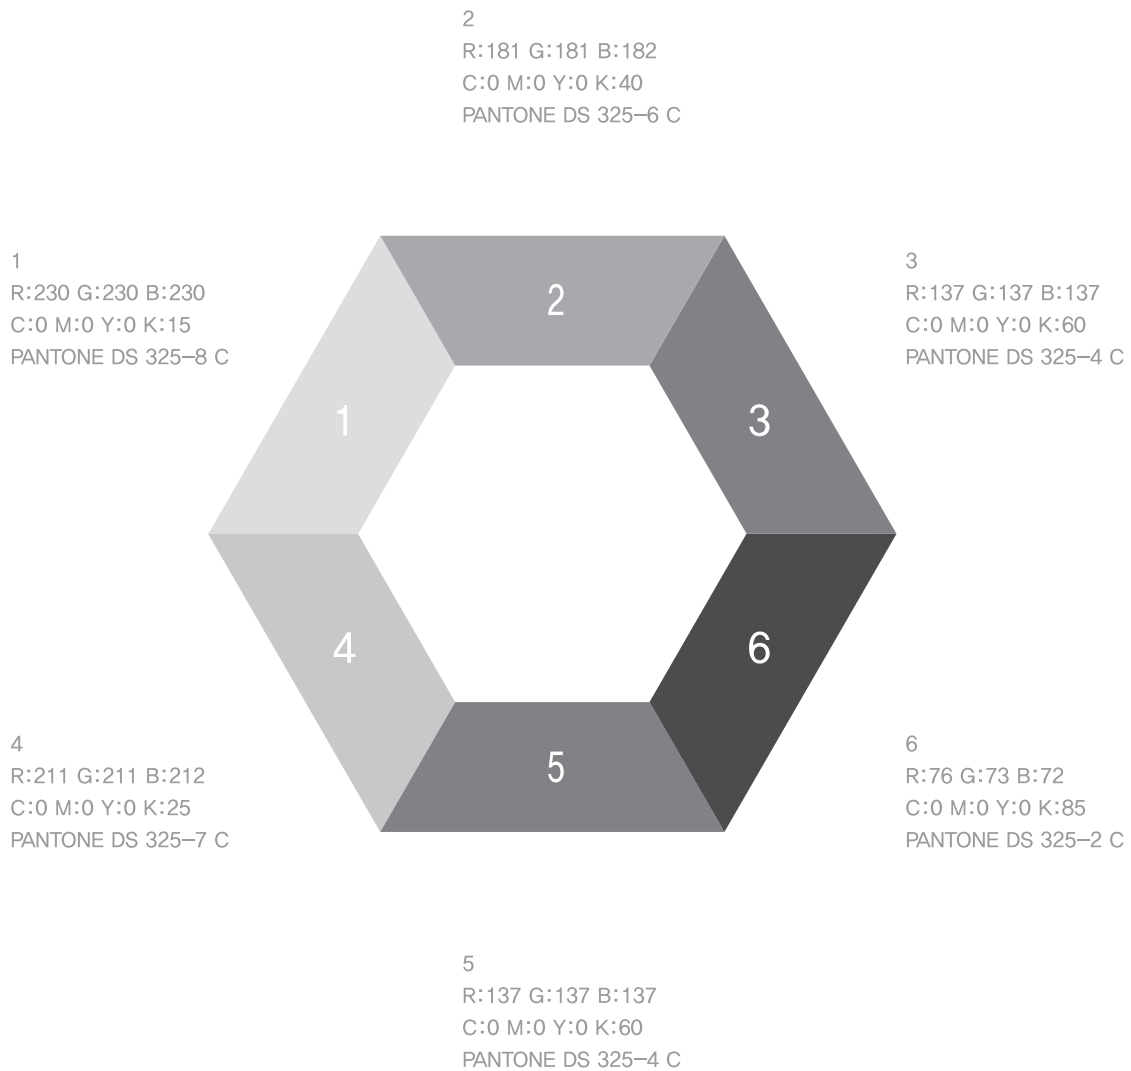 2
R:181 G:181 B:182
C:0 M:0 Y:0 K:40
PANTONE DS 325–6 C
1
R:230 G:230 B:230
C:0 M:0 Y:0 K:15
PANTONE DS 325–8 C
3
R:137 G:137 B:137
C:0 M:0 Y:0 K:60
PANTONE DS 325–4 C
2
1
3
4
6
5
4
R:211 G:211 B:212
C:0 M:0 Y:0 K:25
PANTONE DS 325–7 C
6
R:76 G:73 B:72
C:0 M:0 Y:0 K:85
PANTONE DS 325–2 C
5
R:137 G:137 B:137
C:0 M:0 Y:0 K:60
PANTONE DS 325–4 C